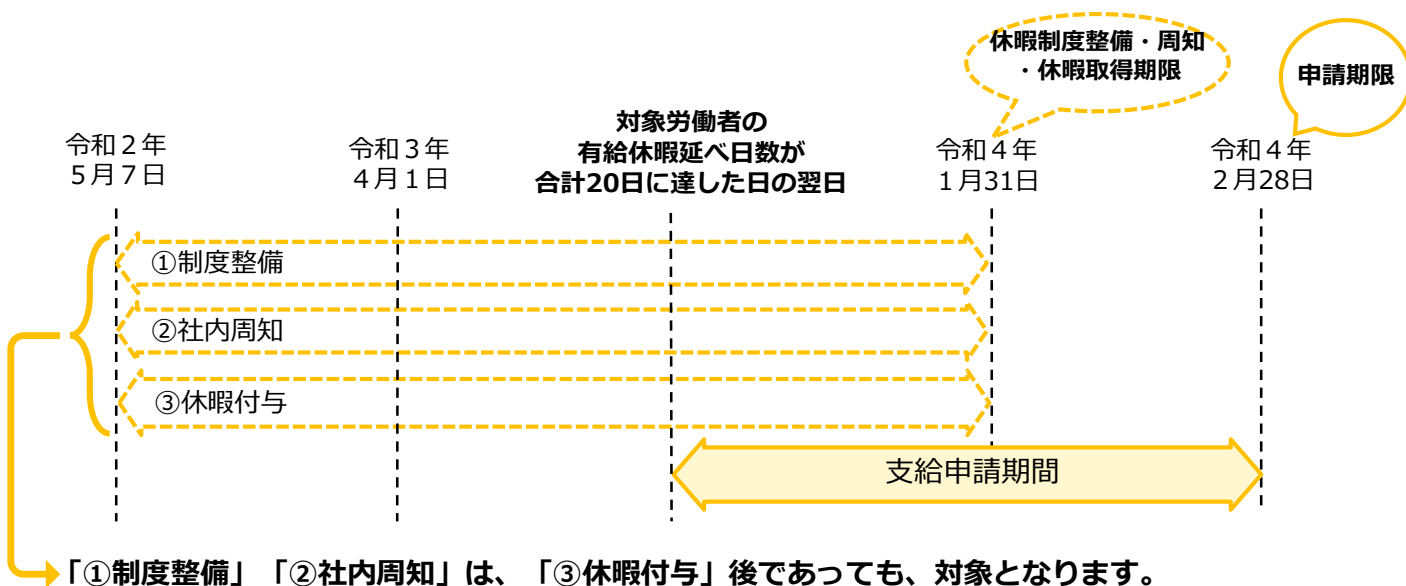 休暇制度整備・周知
・休暇取得期限
申請期限
令和２年
５月７日
令和３年
４月１日
対象労働者の
有給休暇延べ日数が
合計20日に達した日の翌日
令和４年
１月31日
令和４年
２月28日
①制度整備
②社内周知
③休暇付与
支給申請期間
「①制度整備」「②社内周知」は、「③休暇付与」後であっても、対象となります。